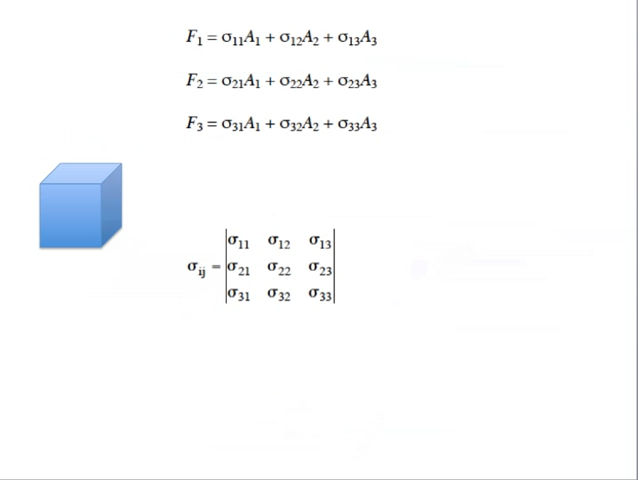 F₁ = σ₁₁A₁ + σ₁₂A₂ + σ₁₃A₃
F₂ = σ₂₁A₁ + σ₂₂A₂ + σ₂₃A₃
F₃ = σ₃₁A₁ + σ₃₂A₂ + σ₃₃A₃
σ₁₁ σ₁₂ σ₁₃
σij = σ₂₁ σ₂₂ σ₂₃
σ₃₁ σ₃₂ σ₃₃